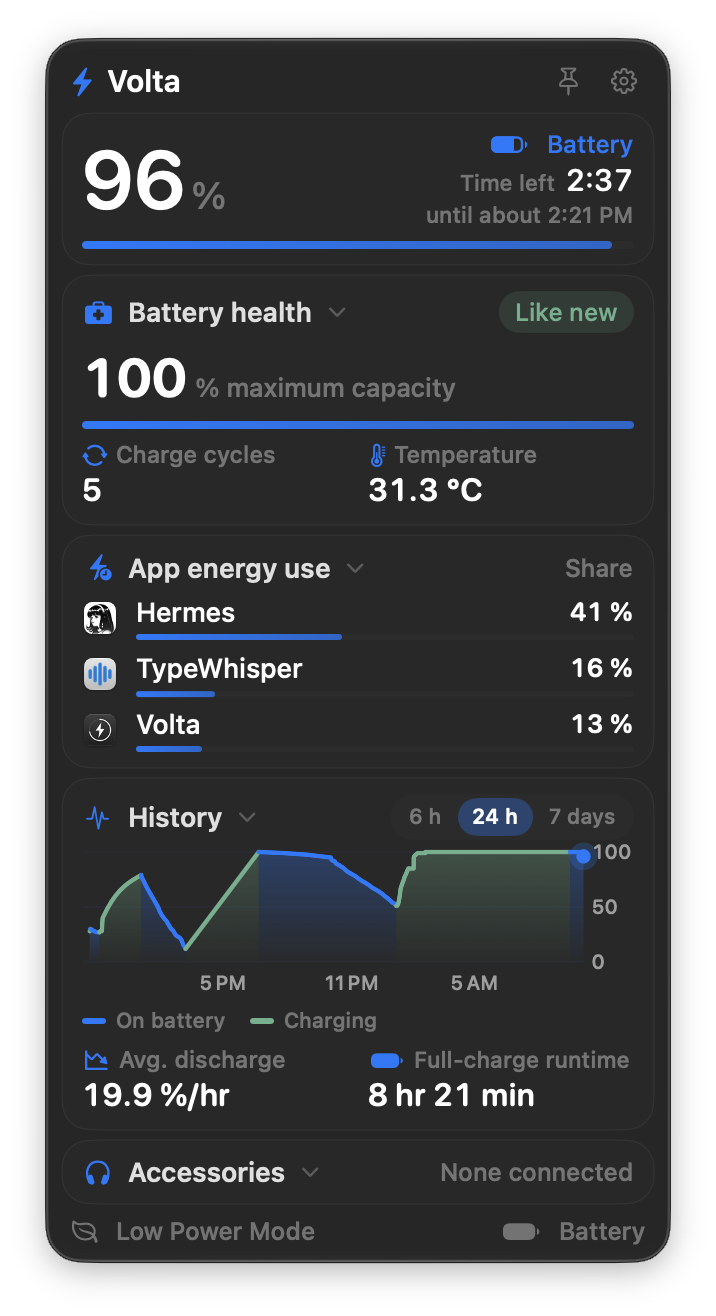 Volta
96 %
Battery
Time left 2:37
until about 2:21 PM
Battery health
Like new
100 % maximum capacity
Charge cycles
5
Temperature
31.3 °C
App energy use
Share
Hermes
41 %
TypeWhisper
16 %
Volta
13 %
History
6 h
24 h
7 days
100
50
0
5 PM
11 PM
5 AM
On battery
Charging
Avg. discharge
19.9 %/hr
Full-charge runtime
8 hr 21 min
Accessories
None connected
Low Power Mode
Battery